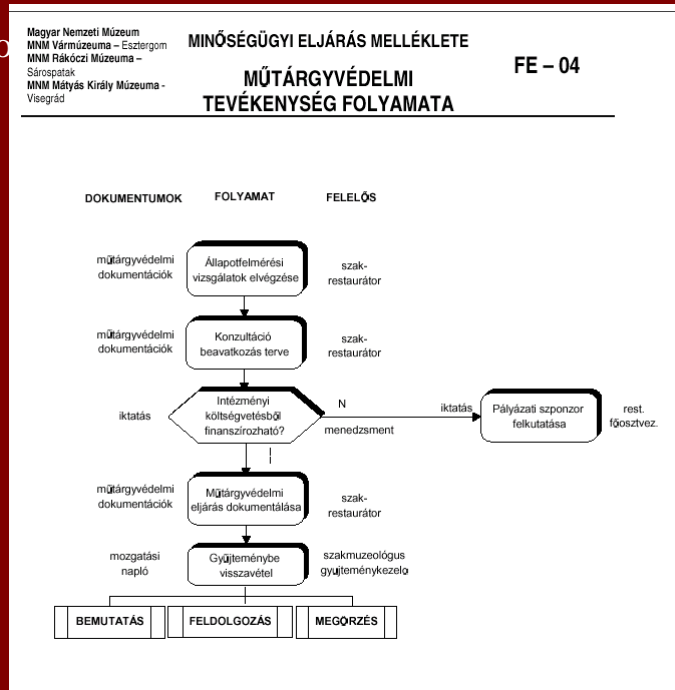 Magyar Nemzeti Múzeum
MNM Vármúzeuma – Esztergom
MNM Rákóczi Múzeuma –
Sárospatak
MNM Mátyás Király Múzeuma -
Visegrád
MINŐSÉGÜGYI ELJÁRÁS MELLÉKLETE
MŰTÁRGYVÉDELMI
TEVÉKENYSÉG FOLYAMATA
FE – 04
DOKUMENTUMOK FOLYAMAT FELELŐS
műtárgyvédelmi
dokumentációk
Állapotfelmérési
vizsgálatok elvégzése
szak-
restaurátor
műtárgyvédelmi
dokumentációk
Konzultáció
beavatkozás terve
szak-
restaurátor
iktatás
Intézményi
költségvetésből
finanszírozható?
N
menedzsment
iktatás
Pályázati szponzor
felkutatása
rest.
főosztvez.
I
műtárgyvédelmi
dokumentációk
Műtárgyvédelmi
eljárás dokumentálása
szak-
restaurátor
mozgatási
napló
Gyűjteménybe
visszavétel
szakmuzeológus
gyujteménykezelo
BEMUTATÁS FELDOLGOZÁS MEGŐRZÉS